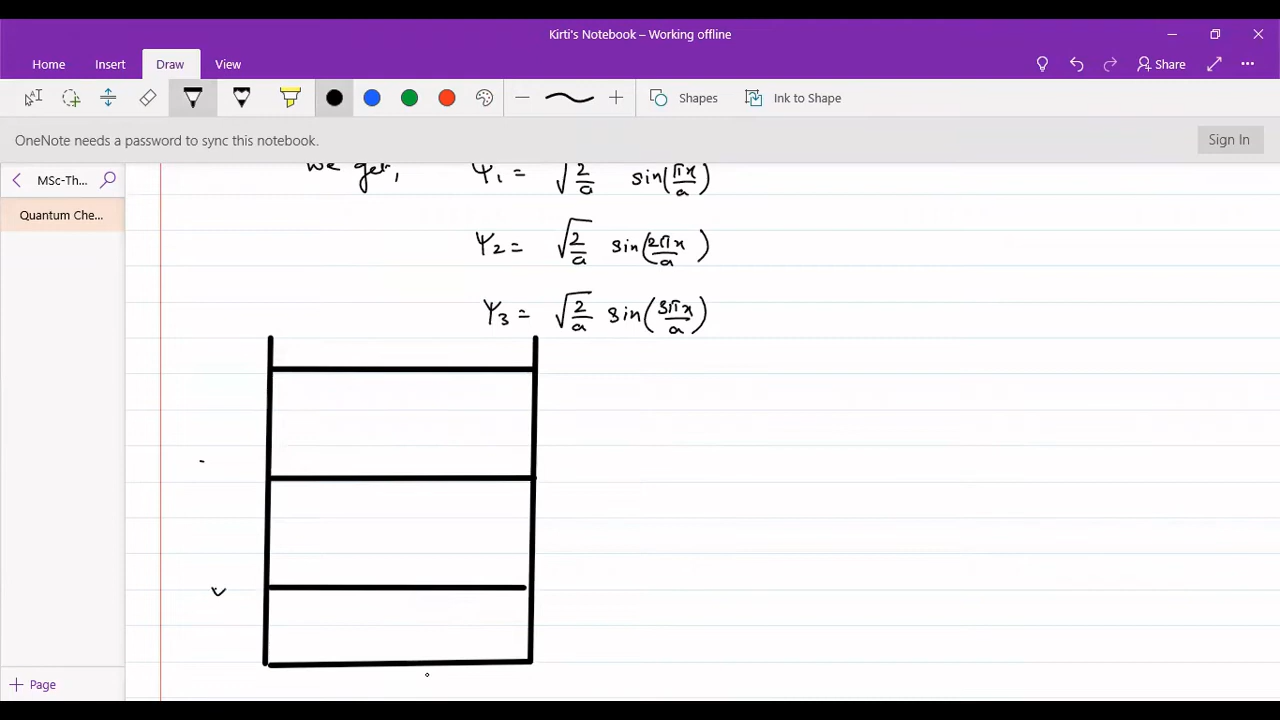 Kirti's Notebook – Working offline
Home Insert Draw View Share
Shapes Ink to Shape
OneNote needs a password to sync this notebook. Sign In
MSc-Th...
Quantum Che...
we get, Ψ₁ = √(2/a) sin(πx/a)
Ψ₂ = √(2/a) sin(2πx/a)
Ψ₃ = √(2/a) sin(3πx/a)
Page